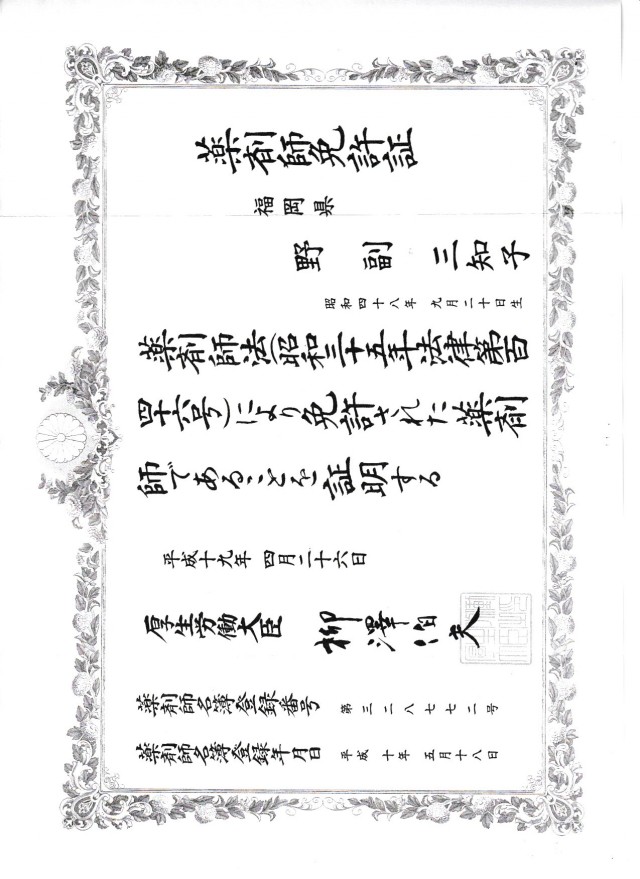 薬剤師免許証
福岡県
野副三知子
昭和四十八年 九月二十日生
薬剤師法(昭和三十五年法律第百
四十六号)により免許された薬剤
師であることを証明する
平成十九年 四月二十六日
厚生労働大臣 柳澤伯夫
薬剤師名簿登録番号 第三二八七七二号
薬剤師名簿登録年月日 平成 十年 五月十八日